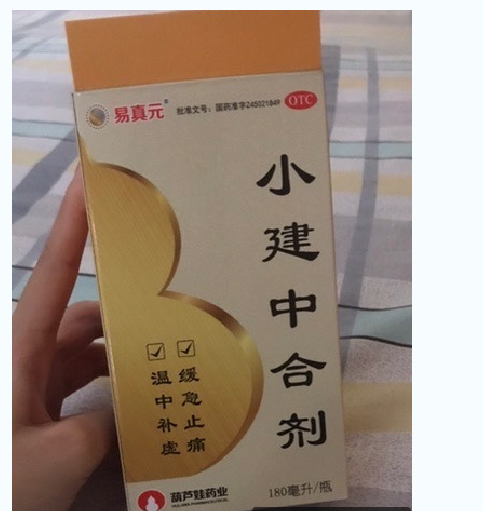 易真元®
批准文号：国药准字Z45021849
OTC
小建中合剂
缓急止痛
温中补虚
葫芦娃药业
180毫升/瓶